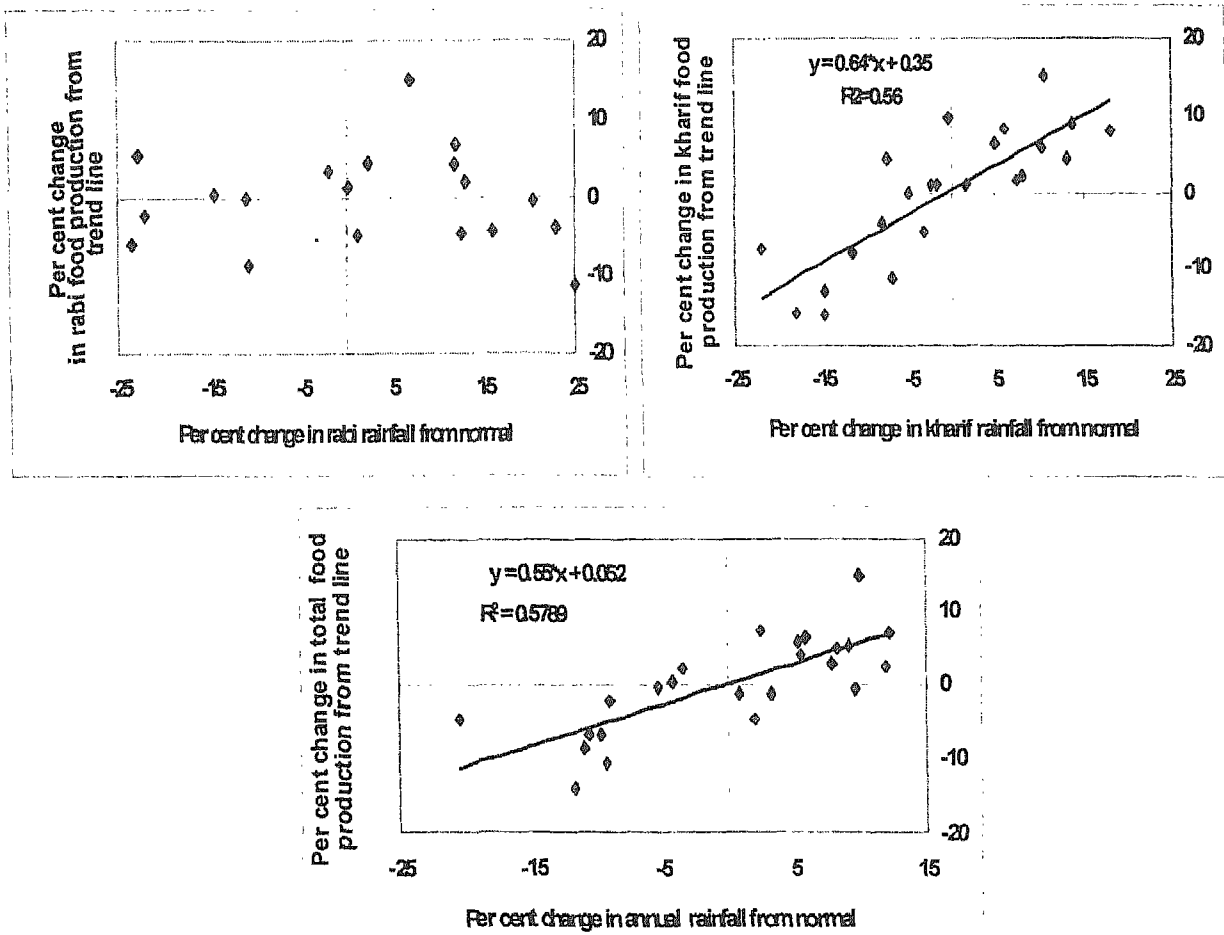 Per cent change
in rabi food production from
trend line
20
10
0
-10
-20
-25
-15
-5
5
15
25
Per cent change in rabi rainfall from normal
Per cent change in kharif food
production from trend line
y=0.64*x+0.35
R2=0.56
20
10
0
-10
-20
-25
-15
-5
5
15
25
Per cent change in kharif rainfall from normal
Per cent change in total food
production from trend line
y=0.55*x+0.052
R²=0.5789
20
10
0
-10
-20
-25
-15
-5
5
15
Per cent change in annual rainfall from normal